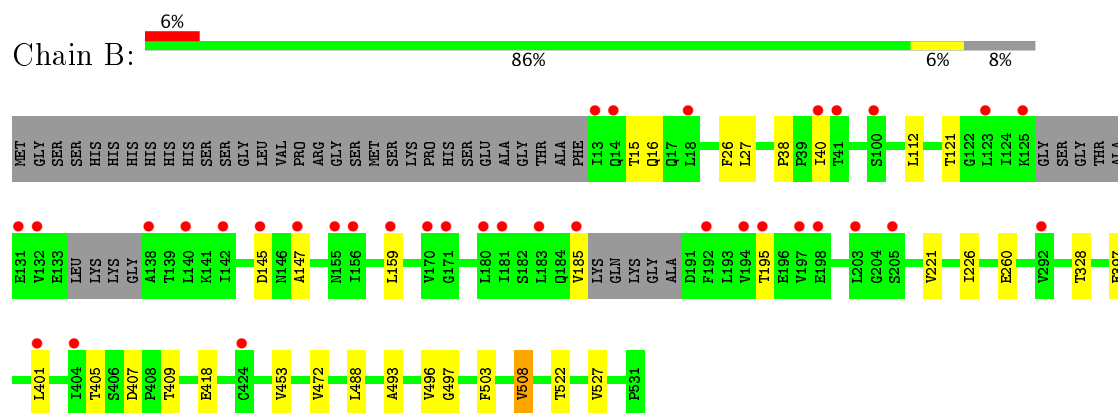 Chain B:
6%
86% 6% 8%
MET GLY SER SER HIS HIS HIS HIS HIS HIS HIS HIS SER SER GLY LEU VAL PRO ARG GLY SER MET SER LYS PRO HIS SER GLU ALA GLY THR ALA PHE I13 Q14 T15 Q16 Q17 L18 F26 L27 P38 P39 I40 T41 S100 L112 T121 G122 L123 I124 K125 GLY SER GLY THR ALA
E131 V132 E133 LEU LYS LYS GLY A138 T139 L140 K141 I142 D145 N146 A147 N155 I156 L159 V170 G171 L180 I181 S182 L183 Q184 V185 LYS GLN LYS GLY ALA D191 F192 L193 V194 T195 E196 V197 E198 L203 G204 S205 V221 I226 E260 V292 T328
L401 I404 T405 S406 D407 P408 T409 E418 C424 V453 V472 L488 A493 V496 G497 F503 V508 T522 V527 P531